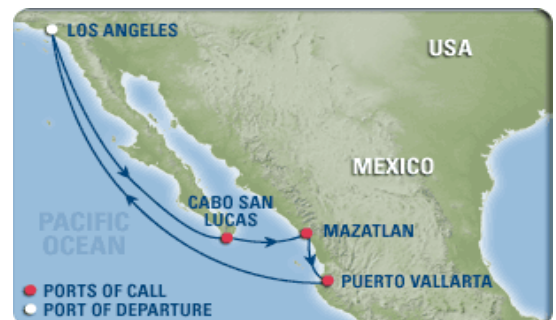 LOS ANGELES
USA
MEXICO
CABO SAN
LUCAS
PACIFIC
OCEAN
MAZATLAN
PUERTO VALLARTA
PORTS OF CALL
PORT OF DEPARTURE